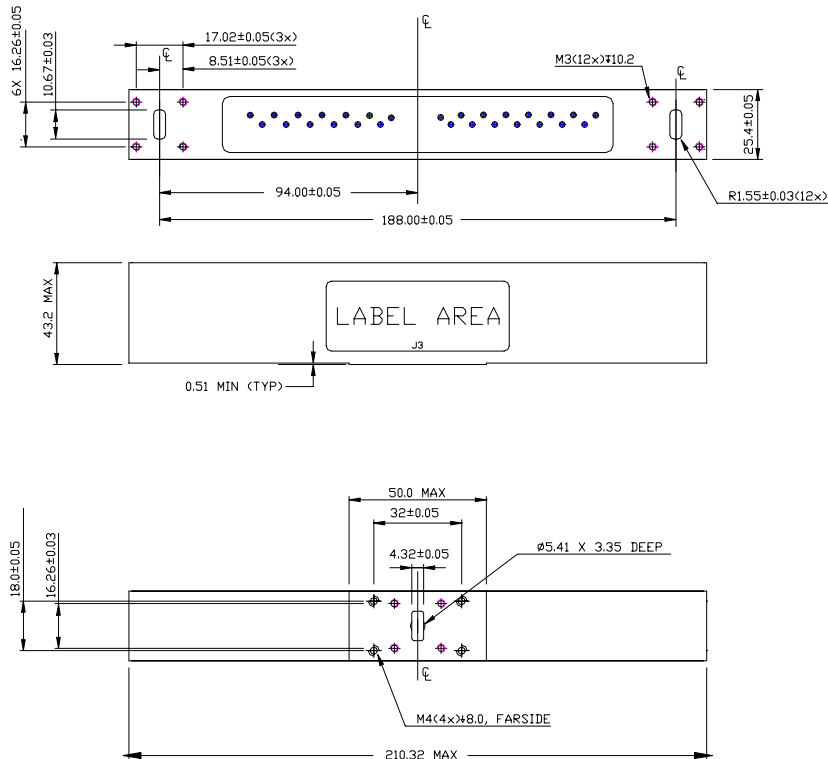 ℄
17.02±0.05(3x)
℄
8.51±0.05(3x)
M3(12x)↧10.2
℄
6X 16.26±0.05
10.67±0.03
25.4±0.05
94.00±0.05
R1.55±0.03(12x)
188.00±0.05
43.2 MAX
LABEL AREA
J3
0.51 MIN (TYP)
50.0 MAX
32±0.05
4.32±0.05
ø5.41 X 3.35 DEEP
18.0±0.05
16.26±0.03
℄
M4(4x)↧8.0, FARSIDE
210.32 MAX